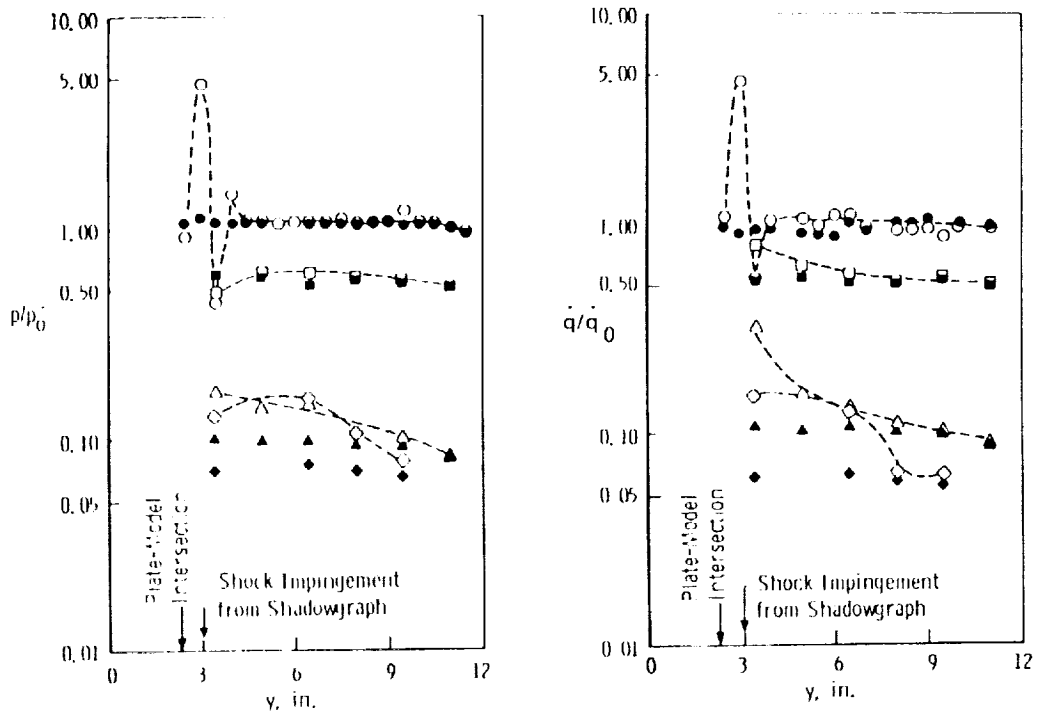 10.00
5.00
1.00
0.50
p/p₀
0.10
0.05
0.01
Plate-Model
Intersection
Shock Impingement
from Shadowgraph
0
3
6
9
12
y, in.
10.00
5.00
1.00
0.50
q̇/q̇₀
0.10
0.05
0.01
Plate-Model
Intersection
Shock Impingement
from Shadowgraph
0
3
6
9
12
y, in.